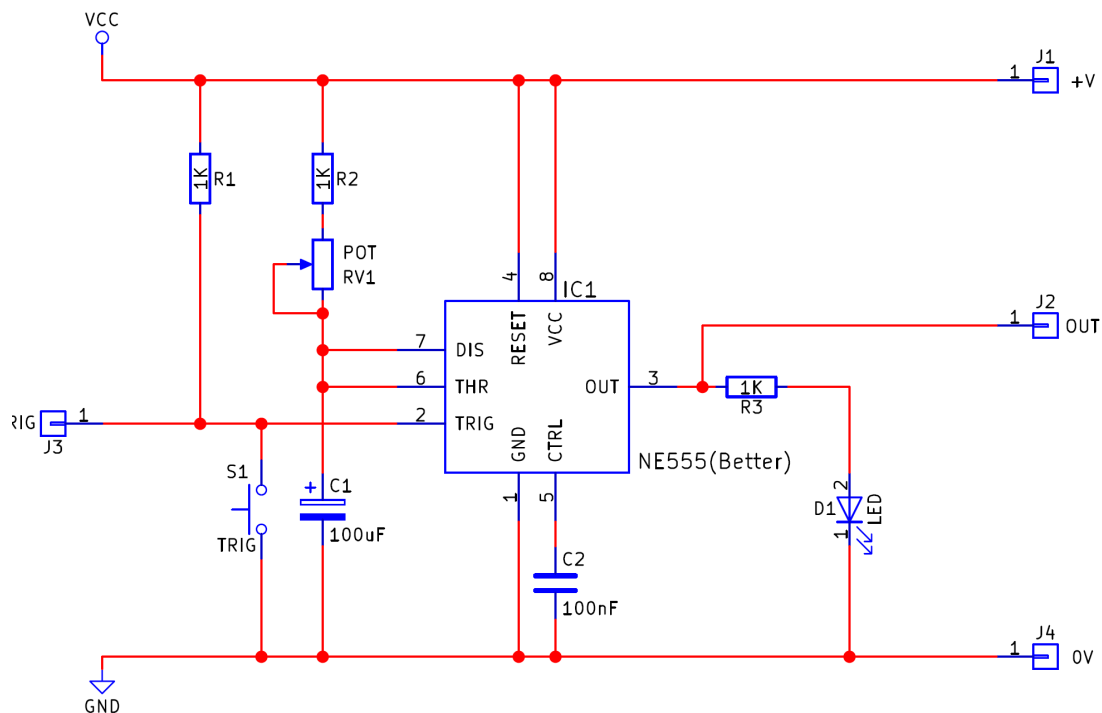 VCC
J1
1
+V
1K
R1
1K
R2
POT
RV1
4
8
IC1
RESET
VCC
J2
1
OUT
7
DIS
6
THR
OUT
3
1K
R3
RIG
1
J3
2
TRIG
GND
CTRL
NE555(Better)
S1
TRIG
+
C1
100uF
1
5
2
D1
LED
1
C2
100nF
J4
1
0V
GND